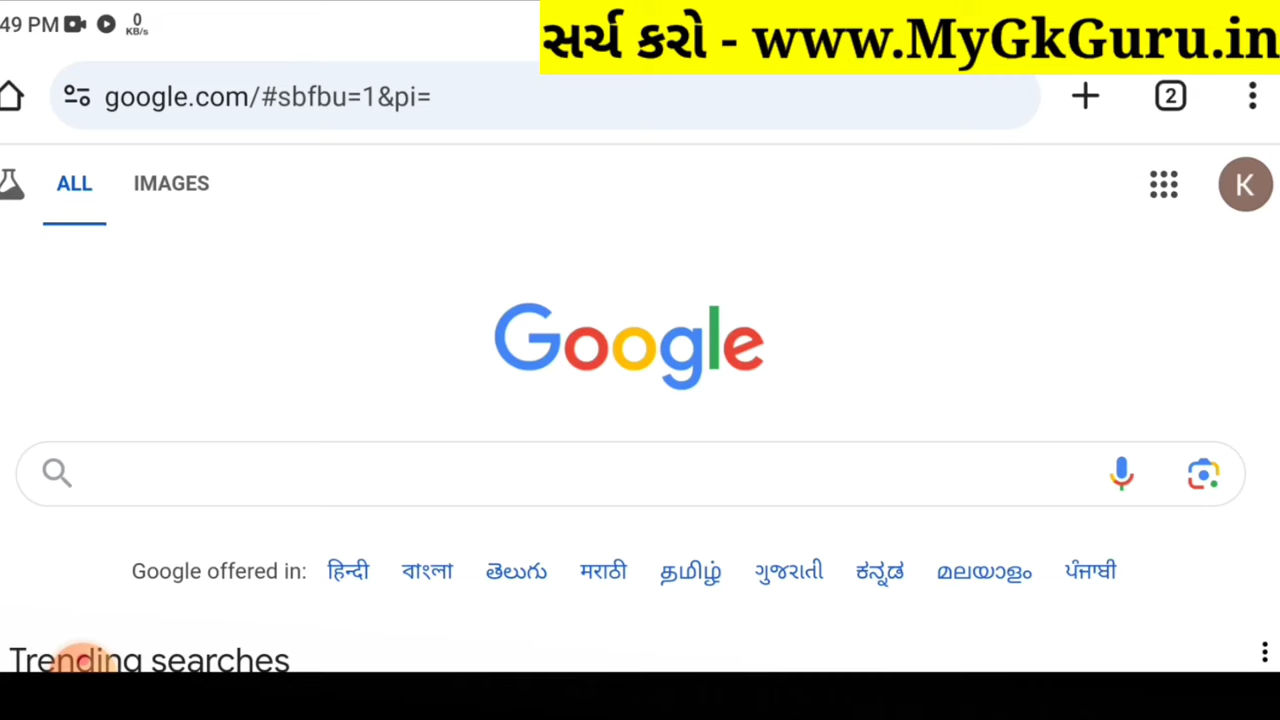 49 PM 0 KB/s
સર્ચ કરો - www.MyGkGuru.in
google.com/#sbfbu=1&pi=
2
ALL IMAGES
K
Google
Google offered in: हिन्दी বাংলা తెలుగు मराठी தமிழ் ગુજરાતી ಕನ್ನಡ മലയാളം ਪੰਜਾਬੀ
Trending searches